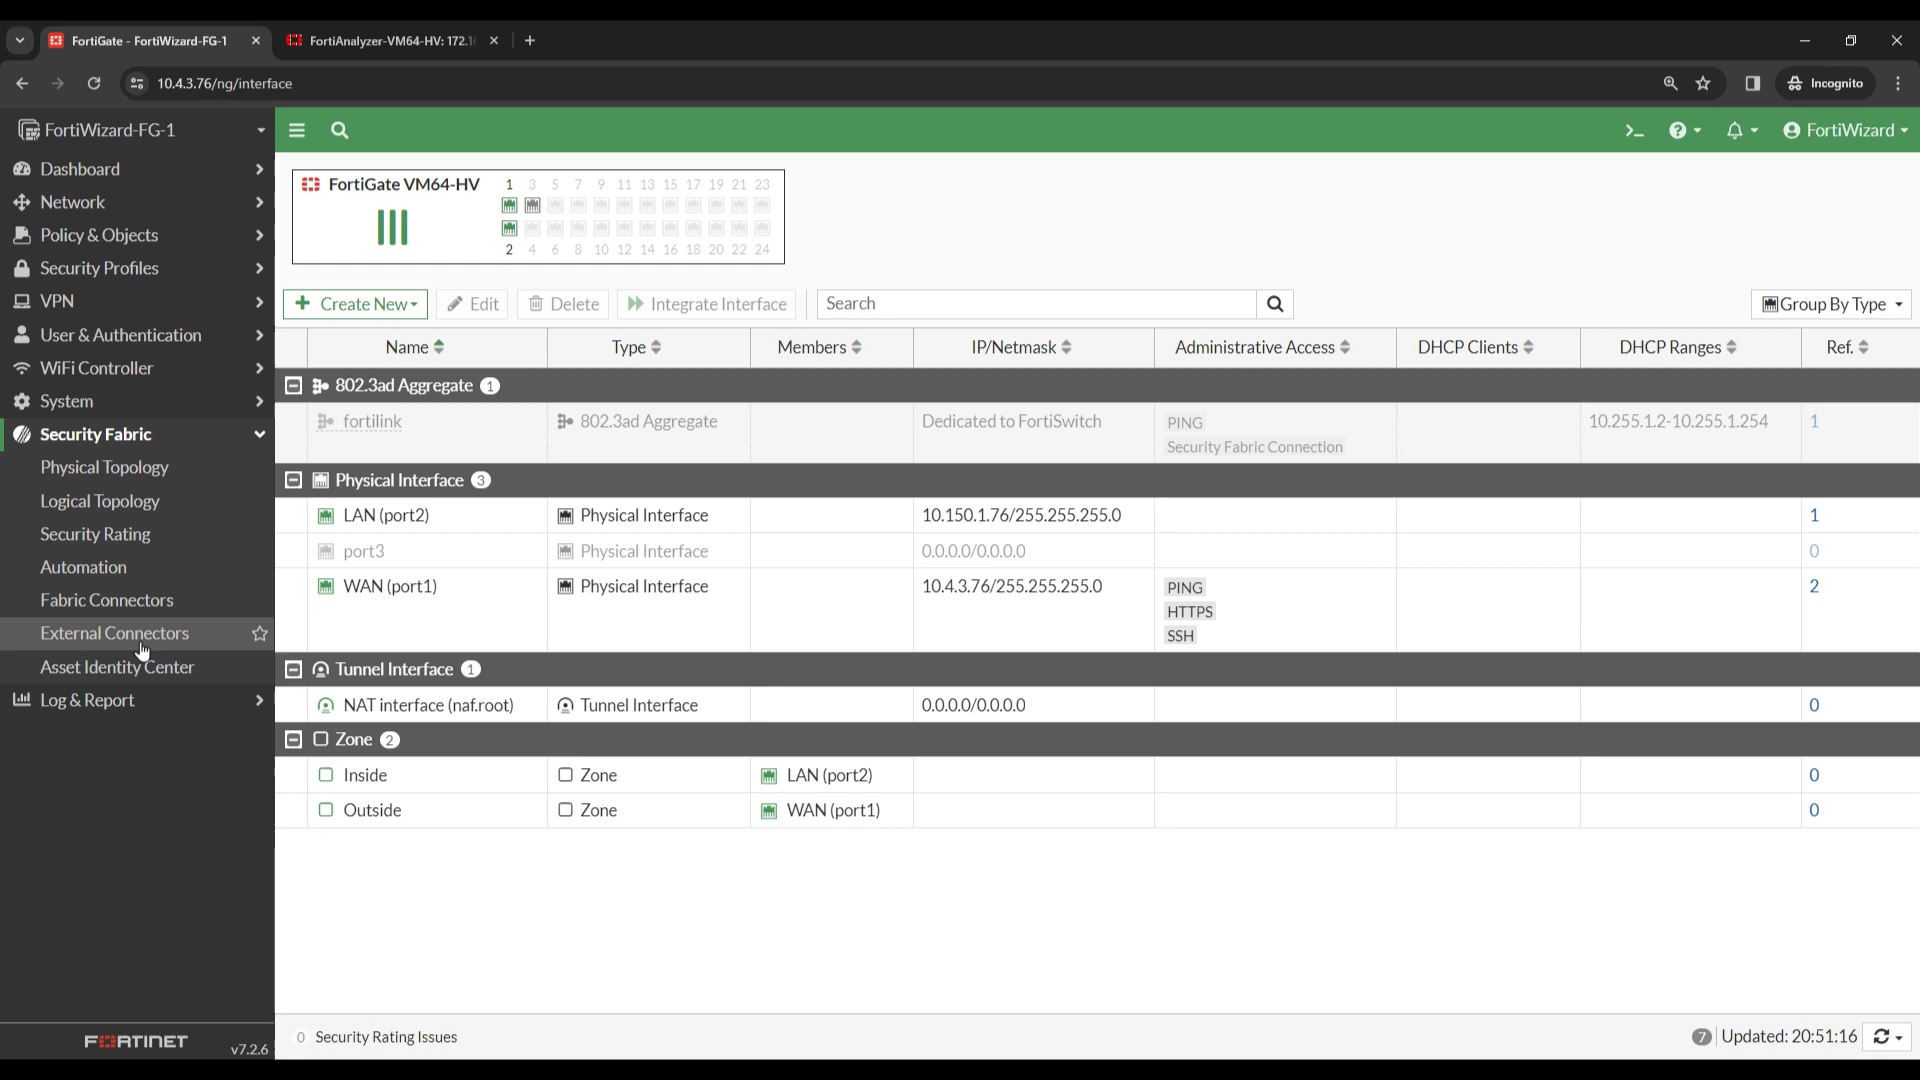 FortiGate - FortiWizard-FG-1
FortiAnalyzer-VM64-HV: 172.1
10.4.3.76/ng/interface
Incognito
FortiWizard-FG-1
FortiWizard
Dashboard
Network
Policy & Objects
Security Profiles
VPN
User & Authentication
WiFi Controller
System
Security Fabric
Physical Topology
Logical Topology
Security Rating
Automation
Fabric Connectors
External Connectors
Asset Identity Center
Log & Report
FORTINET
v7.2.6
FortiGate VM64-HV
1 3 5 7 9 11 13 15 17 19 21 23
2 4 6 8 10 12 14 16 18 20 22 24
Create New Edit Delete Integrate Interface Search Group By Type
Name Type Members IP/Netmask Administrative Access DHCP Clients DHCP Ranges Ref.
802.3ad Aggregate 1
fortilink 802.3ad Aggregate Dedicated to FortiSwitch PING 10.255.1.2-10.255.1.254 1
Security Fabric Connection
Physical Interface 3
LAN (port2) Physical Interface 10.150.1.76/255.255.255.0 1
port3 Physical Interface 0.0.0.0/0.0.0.0 0
WAN (port1) Physical Interface 10.4.3.76/255.255.255.0 PING 2
HTTPS
SSH
Tunnel Interface 1
NAT interface (naf.root) Tunnel Interface 0.0.0.0/0.0.0.0 0
Zone 2
Inside Zone LAN (port2) 0
Outside Zone WAN (port1) 0
0 Security Rating Issues
7 Updated: 20:51:16